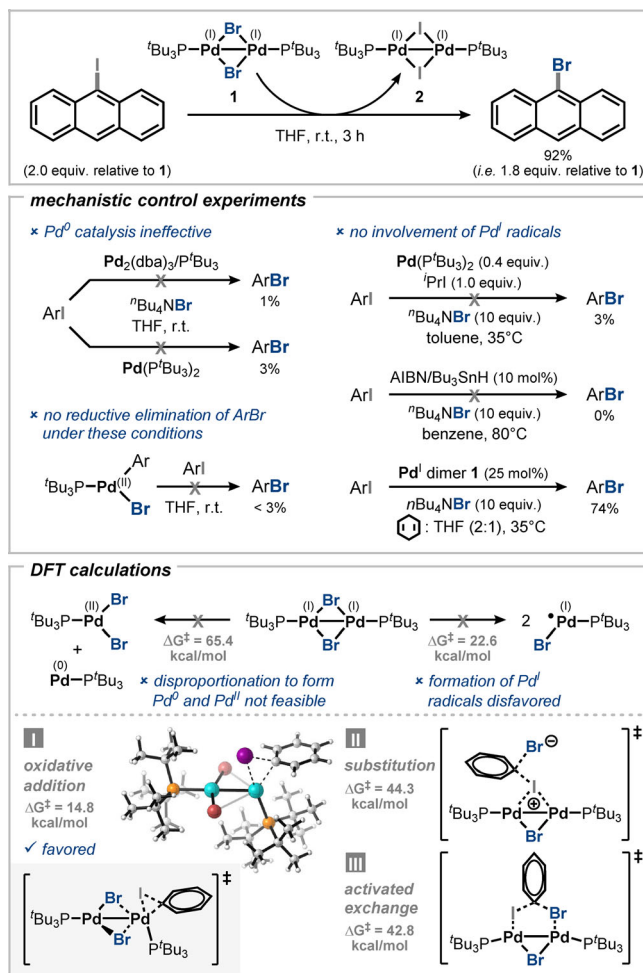 Br
(I) (I)
ᵗBu₃P—Pd—Pd—PᵗBu₃
Br
1
I
(I) (I)
ᵗBu₃P—Pd—Pd—PᵗBu₃
I
2
I
Br
THF, r.t., 3 h
(2.0 equiv. relative to 1)
92%
(i.e. 1.8 equiv. relative to 1)
mechanistic control experiments
× Pd⁰ catalysis ineffective
ArI
Pd₂(dba)₃/PᵗBu₃
ⁿBu₄NBr
THF, r.t.
ArBr
1%
Pd(PᵗBu₃)₂
ArBr
3%
× no reductive elimination of ArBr
under these conditions
Ar
ᵗBu₃P—Pd(II)
Br
ArI
THF, r.t.
ArBr
< 3%
× no involvement of Pdᴵ radicals
Pd(PᵗBu₃)₂ (0.4 equiv.)
ⁱPrI (1.0 equiv.)
ArI
ArBr
ⁿBu₄NBr (10 equiv.)
3%
toluene, 35°C
AIBN/Bu₃SnH (10 mol%)
ArI
ArBr
ⁿBu₄NBr (10 equiv.)
0%
benzene, 80°C
Pdᴵ dimer 1 (25 mol%)
ArI
ArBr
nBu₄NBr (10 equiv.)
74%
: THF (2:1), 35°C
DFT calculations
(II) Br
ᵗBu₃P—Pd
Br
+
(0)
Pd—PᵗBu₃
ΔG‡ = 65.4
kcal/mol
Br
(I) (I)
ᵗBu₃P—Pd—Pd—PᵗBu₃
Br
ΔG‡ = 22.6
kcal/mol
2
• (I)
Pd—PᵗBu₃
Br
× disproportionation to form
Pd⁰ and Pdᴵᴵ not feasible
× formation of Pdᴵ
radicals disfavored
I
oxidative
addition
ΔG‡ = 14.8
kcal/mol
✓ favored
Br I ‡
ᵗBu₃P—Pd—Pd
Br
PᵗBu₃
II
substitution
ΔG‡ = 44.3
kcal/mol
Br ⊖ ‡
I
⊕
ᵗBu₃P—Pd—Pd—PᵗBu₃
Br
III
activated
exchange
ΔG‡ = 42.8
kcal/mol
‡
I Br
ᵗBu₃P—Pd—Pd—PᵗBu₃
Br